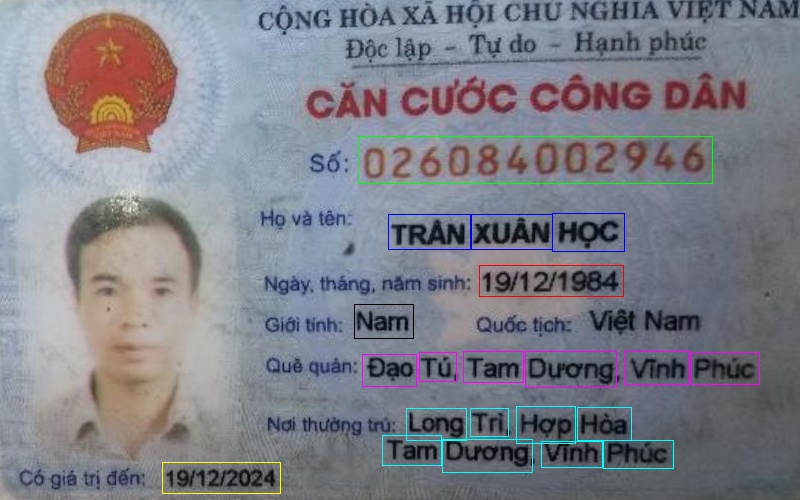 CỘNG HÒA XÃ HỘI CHỦ NGHĨA VIỆT NAM
Độc lập - Tự do - Hạnh phúc
CĂN CƯỚC CÔNG DÂN
Số: 026084002946
Họ và tên:
TRẦN XUÂN HỌC
Ngày, tháng, năm sinh: 19/12/1984
Giới tính: Nam Quốc tịch: Việt Nam
Quê quán: Đạo Tú, Tam Dương, Vĩnh Phúc
Nơi thường trú: Long Trì, Hợp Hòa
Tam Dương, Vĩnh Phúc
Có giá trị đến: 19/12/2024